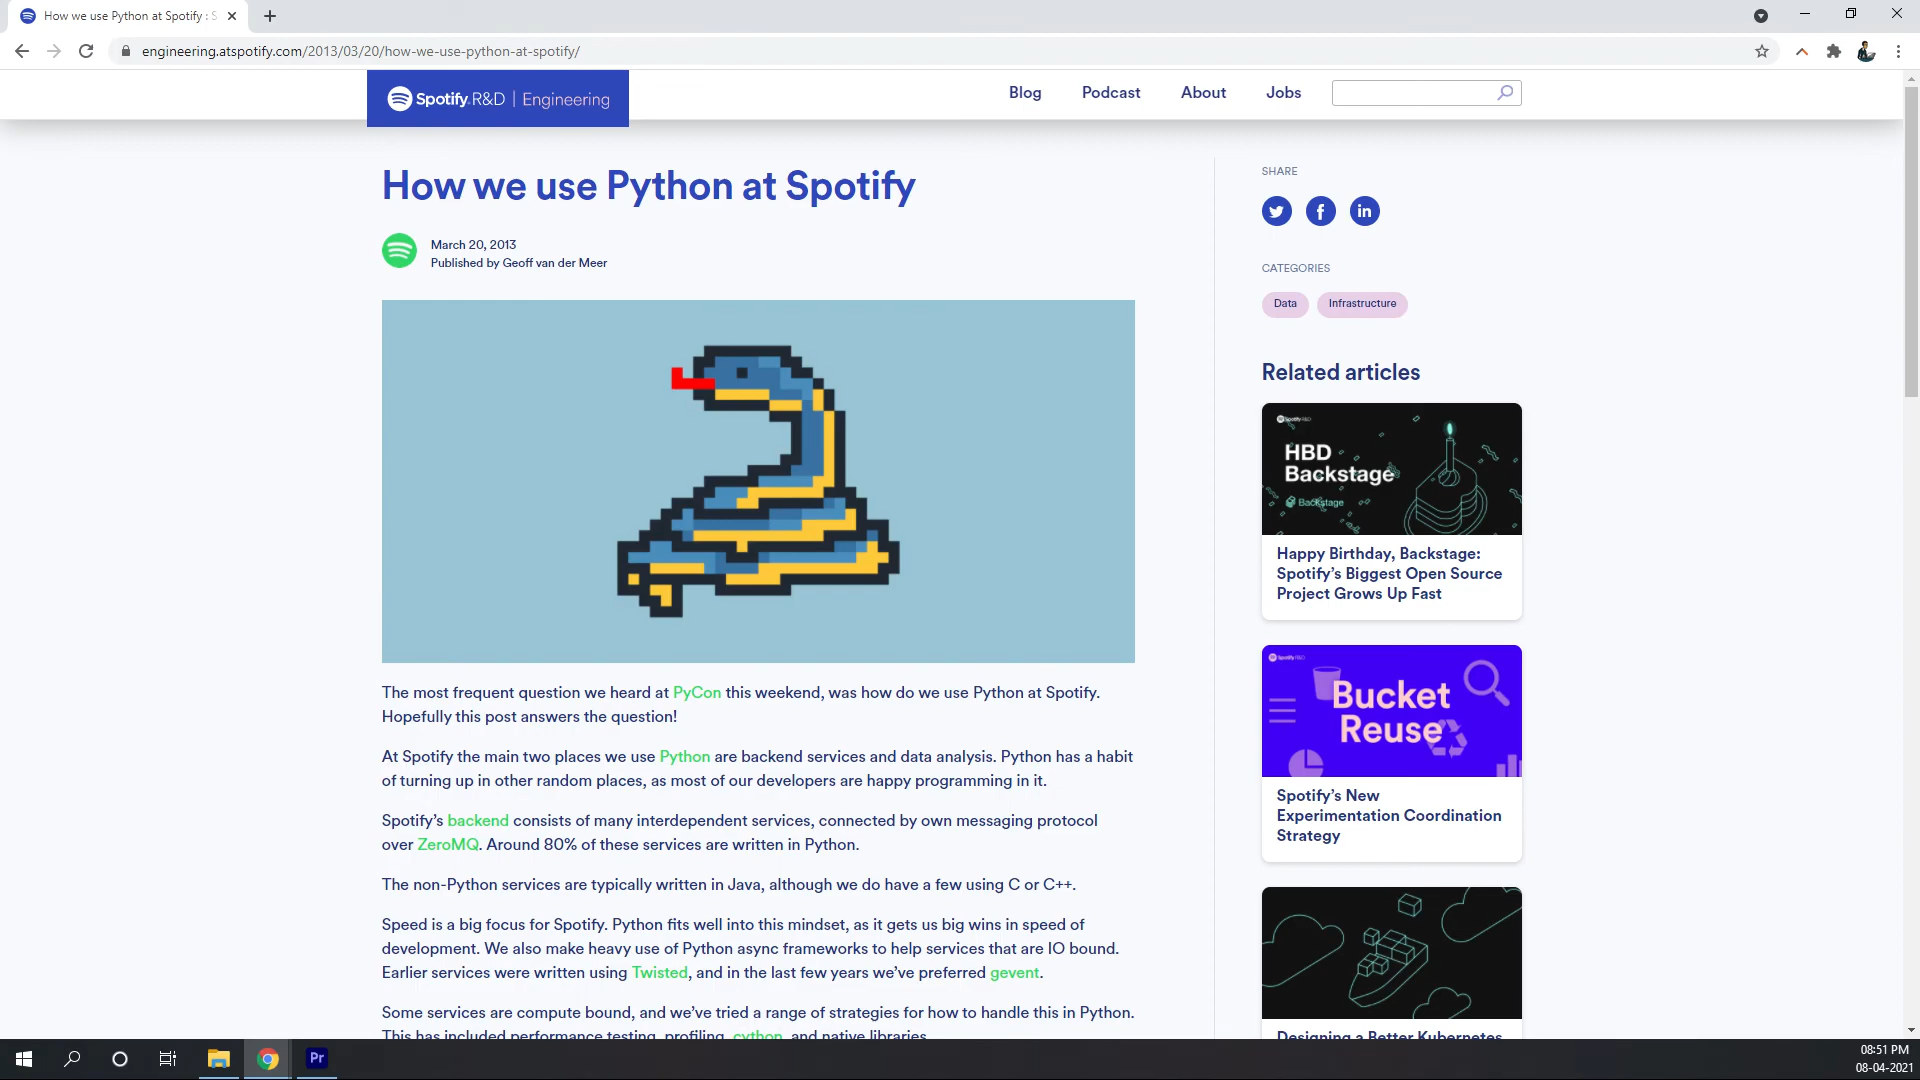 How we use Python at Spotify : S
engineering.atspotify.com/2013/03/20/how-we-use-python-at-spotify/
Spotify R&D | Engineering
Blog
Podcast
About
Jobs
How we use Python at Spotify
March 20, 2013
Published by Geoff van der Meer
The most frequent question we heard at PyCon this weekend, was how do we use Python at Spotify.
Hopefully this post answers the question!
At Spotify the main two places we use Python are backend services and data analysis. Python has a habit
of turning up in other random places, as most of our developers are happy programming in it.
Spotify’s backend consists of many interdependent services, connected by own messaging protocol
over ZeroMQ. Around 80% of these services are written in Python.
The non-Python services are typically written in Java, although we do have a few using C or C++.
Speed is a big focus for Spotify. Python fits well into this mindset, as it gets us big wins in speed of
development. We also make heavy use of Python async frameworks to help services that are IO bound.
Earlier services were written using Twisted, and in the last few years we’ve preferred gevent.
Some services are compute bound, and we’ve tried a range of strategies for how to handle this in Python.
This has included performance testing, profiling, cython, and native libraries.
SHARE
CATEGORIES
Data
Infrastructure
Related articles
Spotify R&D
HBD
Backstage
Backstage
Happy Birthday, Backstage:
Spotify’s Biggest Open Source
Project Grows Up Fast
Spotify R&D
Bucket
Reuse
Spotify’s New
Experimentation Coordination
Strategy
Designing a Better Kubernetes
Pr
08:51 PM
08-04-2021